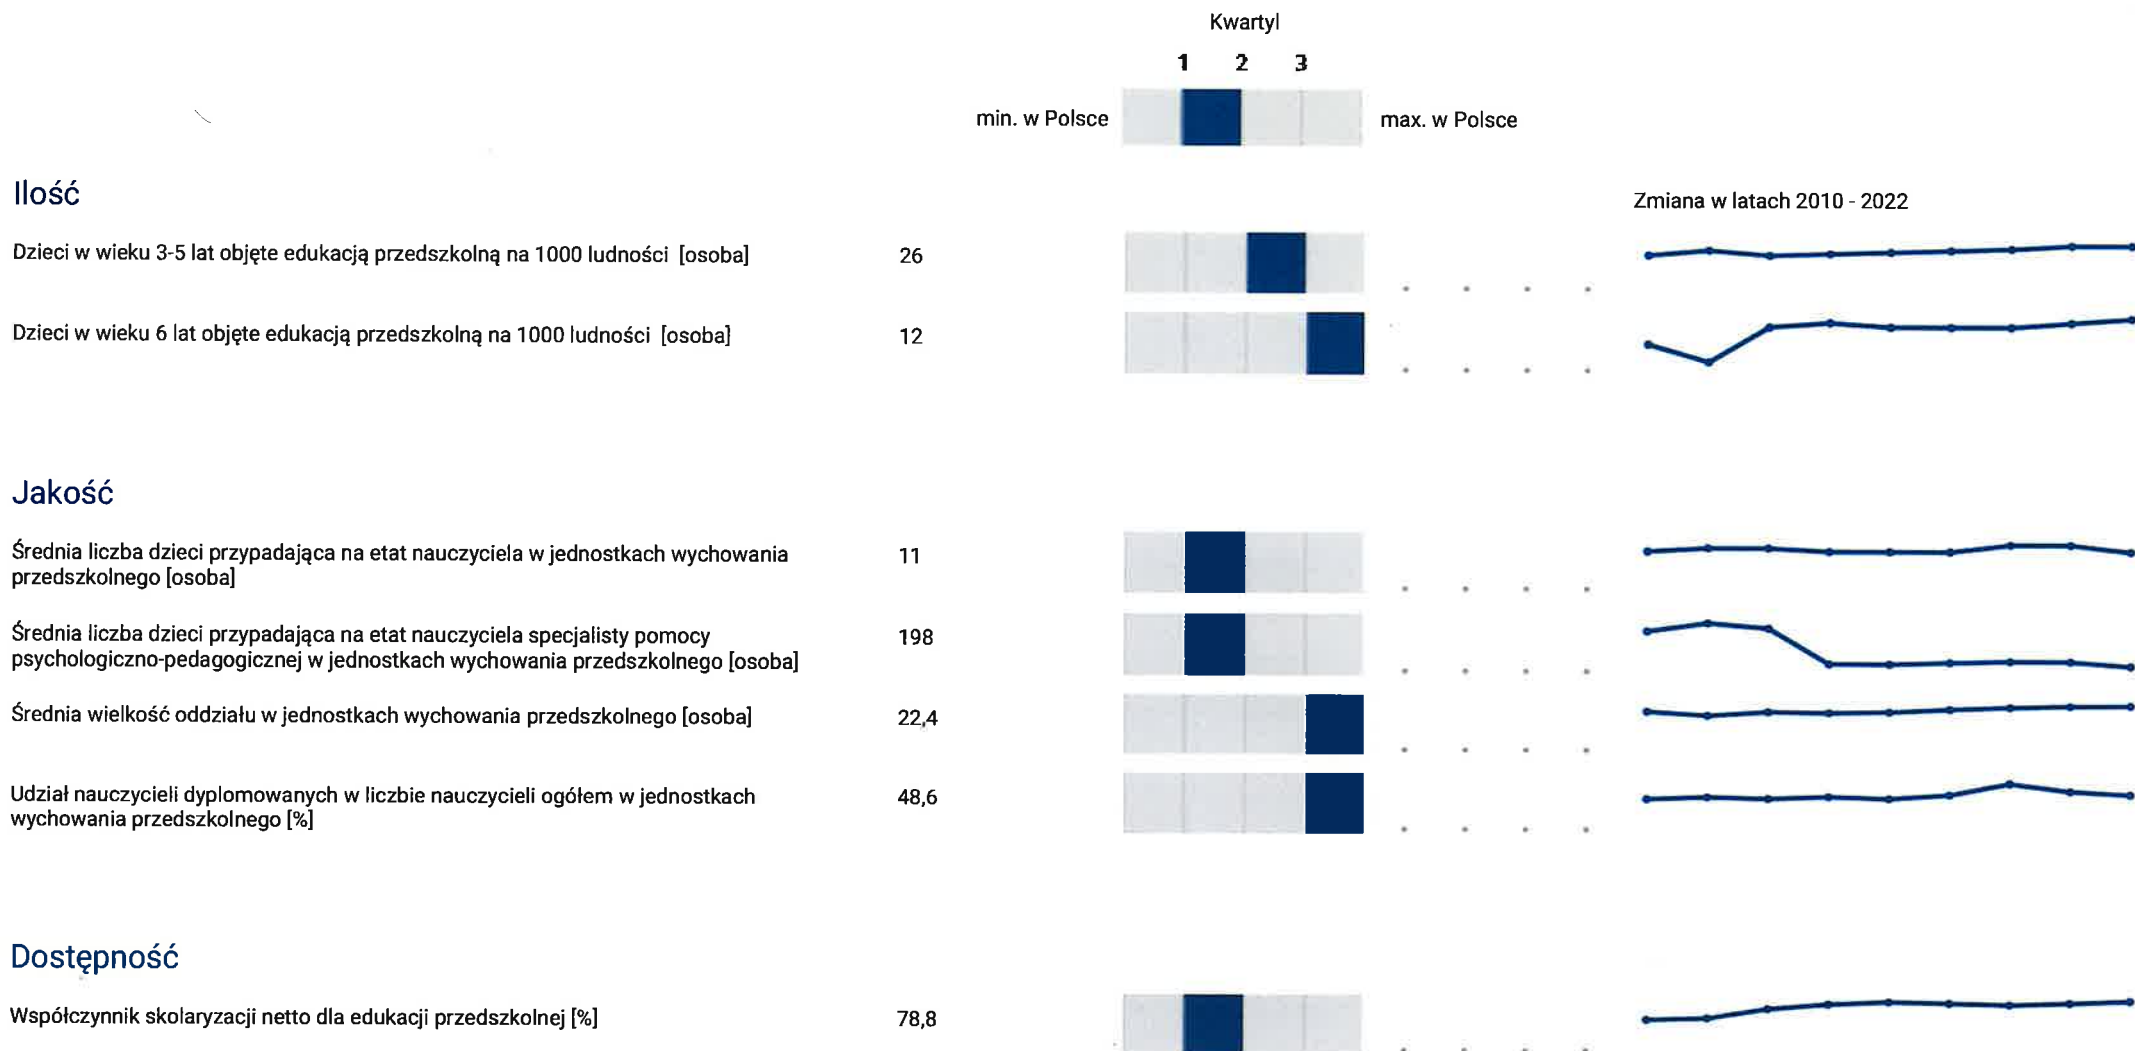 Kwartyl
1 2 3
min. w Polsce max. w Polsce
Ilość
Zmiana w latach 2010 - 2022
Dzieci w wieku 3-5 lat objęte edukacją przedszkolną na 1000 ludności [osoba] 26
Dzieci w wieku 6 lat objęte edukacją przedszkolną na 1000 ludności [osoba] 12
Jakość
Średnia liczba dzieci przypadająca na etat nauczyciela w jednostkach wychowania 11
przedszkolnego [osoba]
Średnia liczba dzieci przypadająca na etat nauczyciela specjalisty pomocy 198
psychologiczno-pedagogicznej w jednostkach wychowania przedszkolnego [osoba]
Średnia wielkość oddziału w jednostkach wychowania przedszkolnego [osoba] 22,4
Udział nauczycieli dyplomowanych w liczbie nauczycieli ogółem w jednostkach 48,6
wychowania przedszkolnego [%]
Dostępność
Współczynnik skolaryzacji netto dla edukacji przedszkolnej [%] 78,8